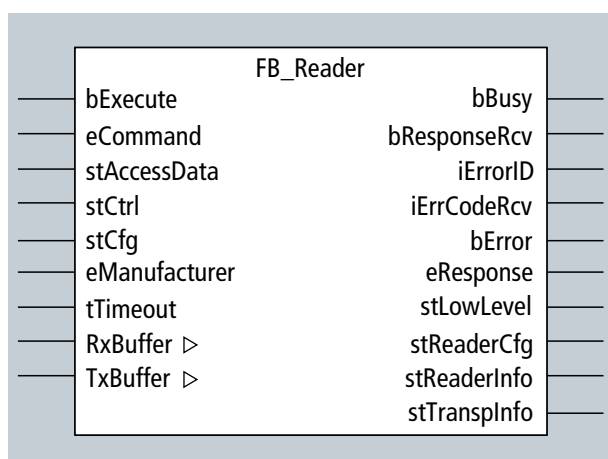 FB_Reader
bExecute bBusy
eCommand bResponseRcv
stAccessData iErrorID
stCtrl iErrCodeRcv
stCfg bError
eManufacturer eResponse
tTimeout stLowLevel
RxBuffer ▷ stReaderCfg
TxBuffer ▷ stReaderInfo
stTranspInfo